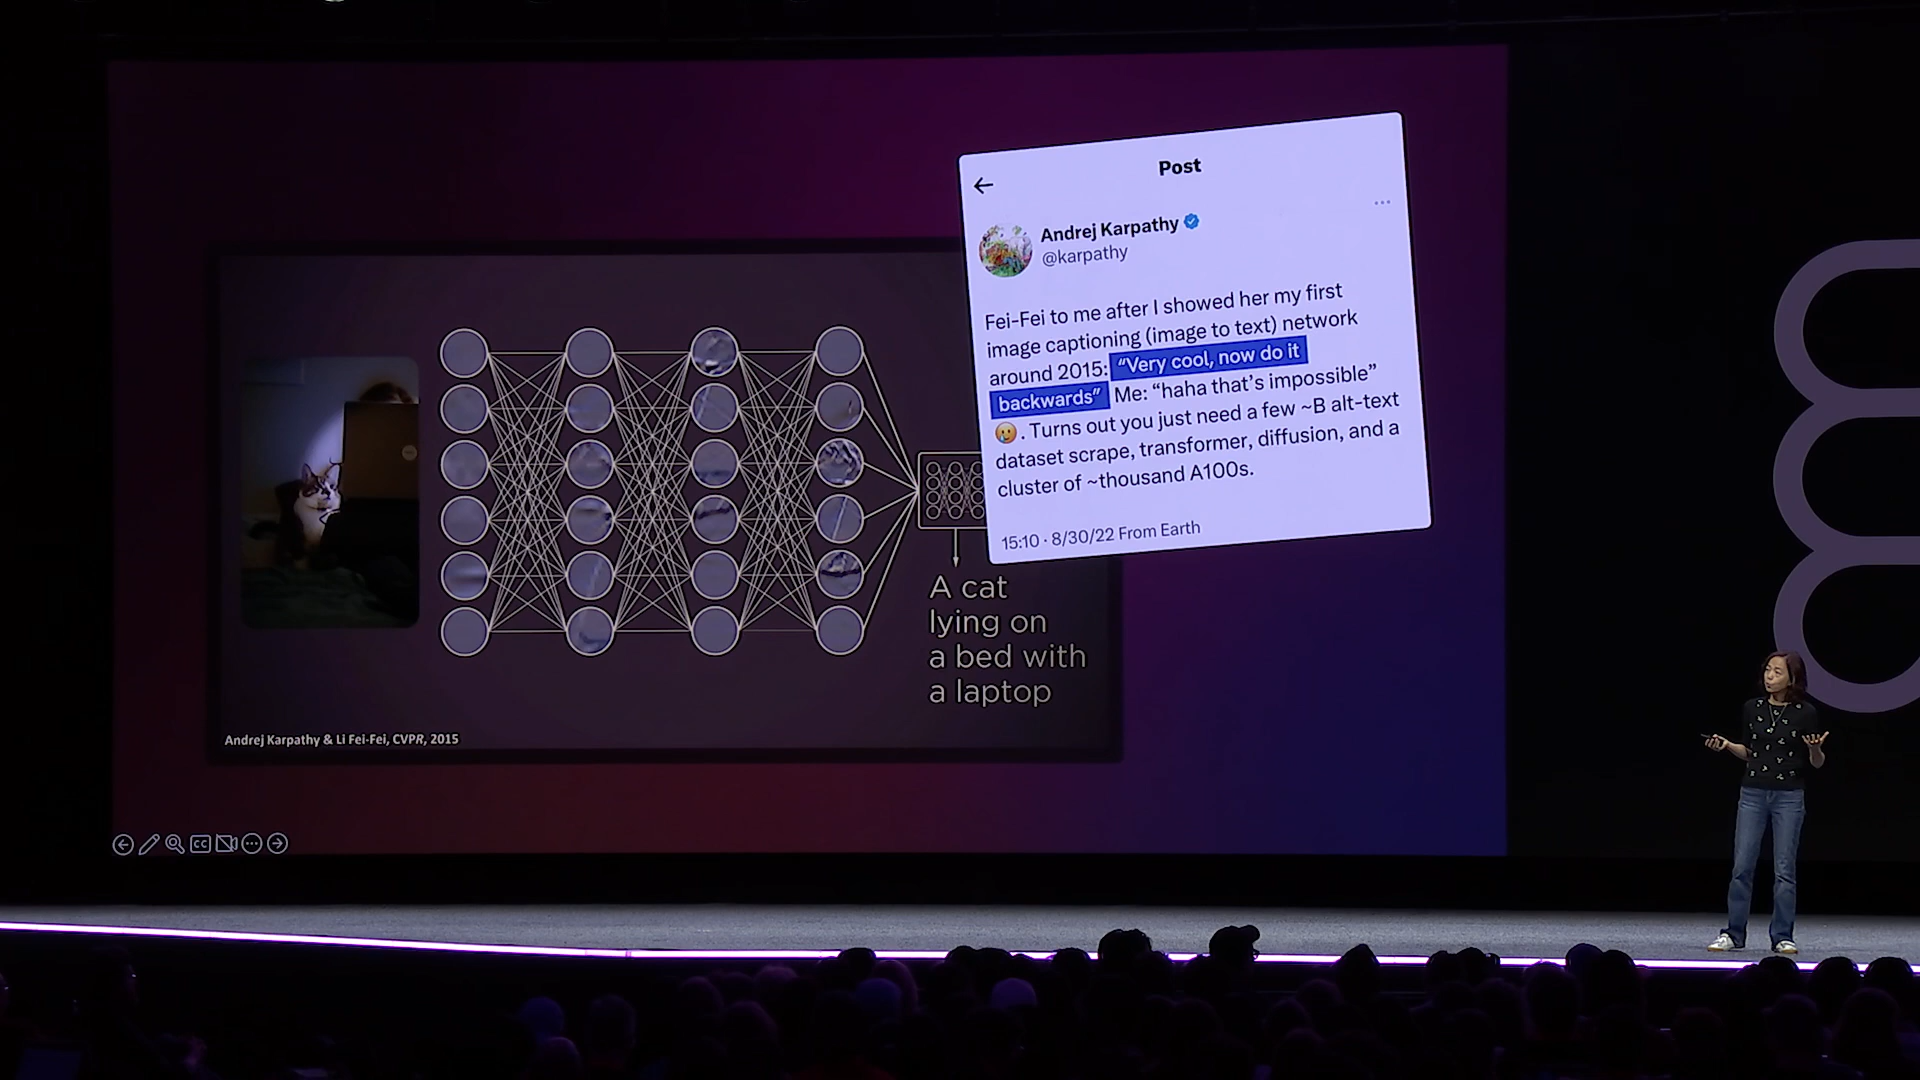 Post
Andrej Karpathy
@karpathy
Fei-Fei to me after I showed her my first
image captioning (image to text) network
around 2015: “Very cool, now do it
backwards” Me: “haha that’s impossible”
🥲. Turns out you just need a few ~B alt-text
dataset scrape, transformer, diffusion, and a
cluster of ~thousand A100s.
15:10 · 8/30/22 From Earth
A cat
lying on
a bed with
a laptop
Andrej Karpathy & Li Fei-Fei, CVPR, 2015
CC